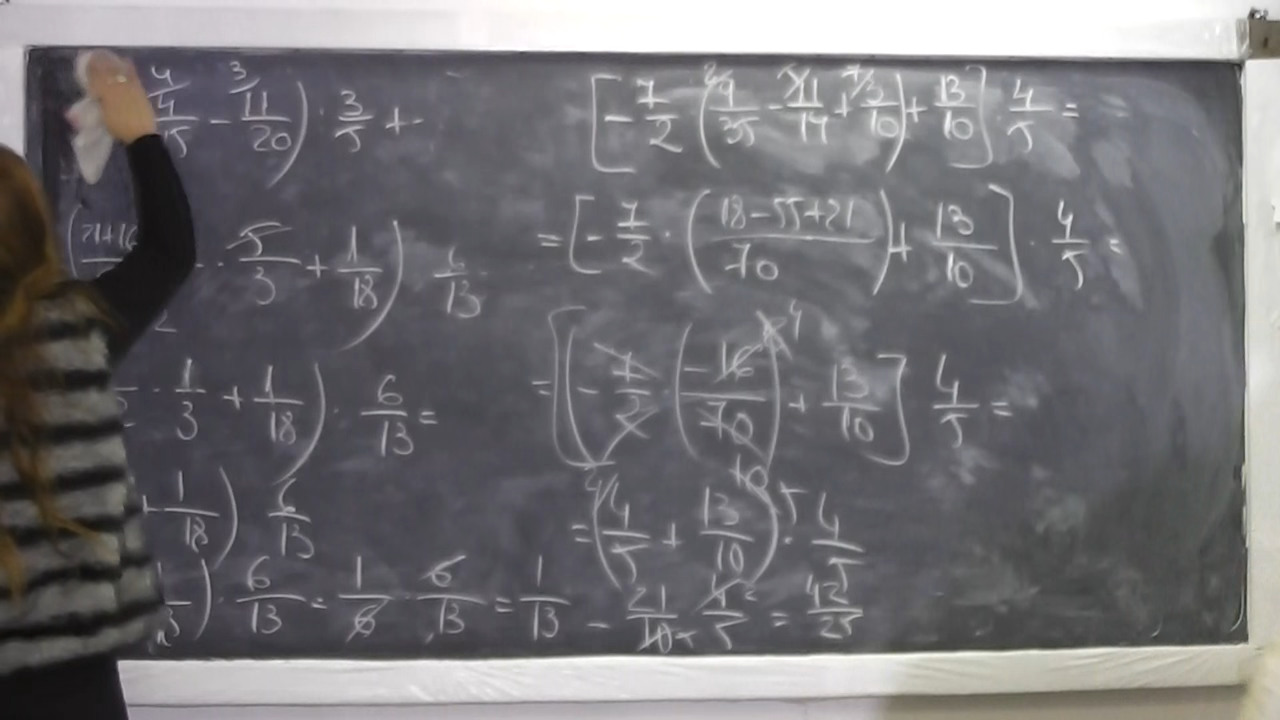 4/15 - 11/20) · 3/5 +
(21+16 · 5/3 + 1/18) 6/13
· 1/3 + 1/18) · 6/13 =
+ 1/18) 6/13
) · 6/13 = 1/6 · 6/13 = 1/13
[- 7/2 (9/35 - 11/14 + 3/10) + 13/10] 4/5 =
= [- 7/2 · ((18-55+21)/70) + 13/10] · 4/5 =
= [(- 7/2 · (-16/70) + 13/10] 4/5 =
= (4/5 + 13/10) · 4/5
- 21/10 · 4/5 = 42/25